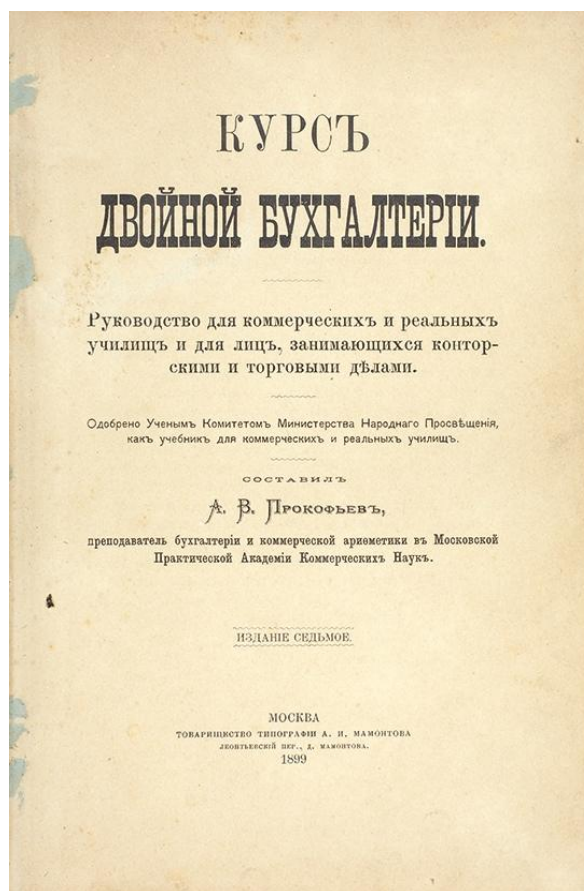 КУРСЪ
ДВОЙНОЙ БУХГАЛТЕРІИ.
Руководство для коммерческихъ и реальныхъ
училищъ и для лицъ, занимающихся контор-
скими и торговыми дѣлами.
Одобрено Ученымъ Комитетомъ Министерства Народнаго Просвѣщенія,
какъ учебникъ для коммерческихъ и реальныхъ училищъ.
СОСТАВИЛЪ
А. В. Прокофьевъ,
преподаватель бухгалтеріи и коммерческой ариѳметики въ Московской
Практической Академіи Коммерческихъ Наукъ.
ИЗДАНІЕ СЕДЬМОЕ.
МОСКВА
ТОВАРИЩЕСТВО ТИПОГРАФІИ А. И. МАМОНТОВА
ЛЕОНТЬЕВСКІЙ ПЕР., Д. МАМОНТОВА.
1899